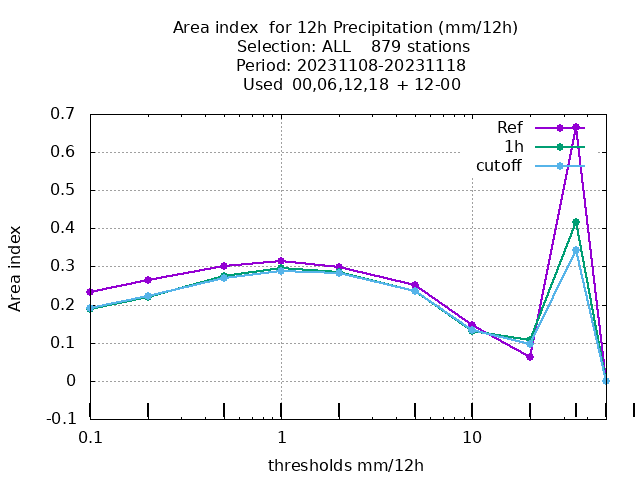 Area index  for 12h Precipitation (mm/12h)
Selection: ALL    879 stations
Period: 20231108-20231118
Used  00,06,12,18  + 12-00
0.7
0.6
0.5
0.4
0.3
0.2
0.1
0
-0.1
Area index
Ref
1h
cutoff
0.1
1
10
thresholds mm/12h